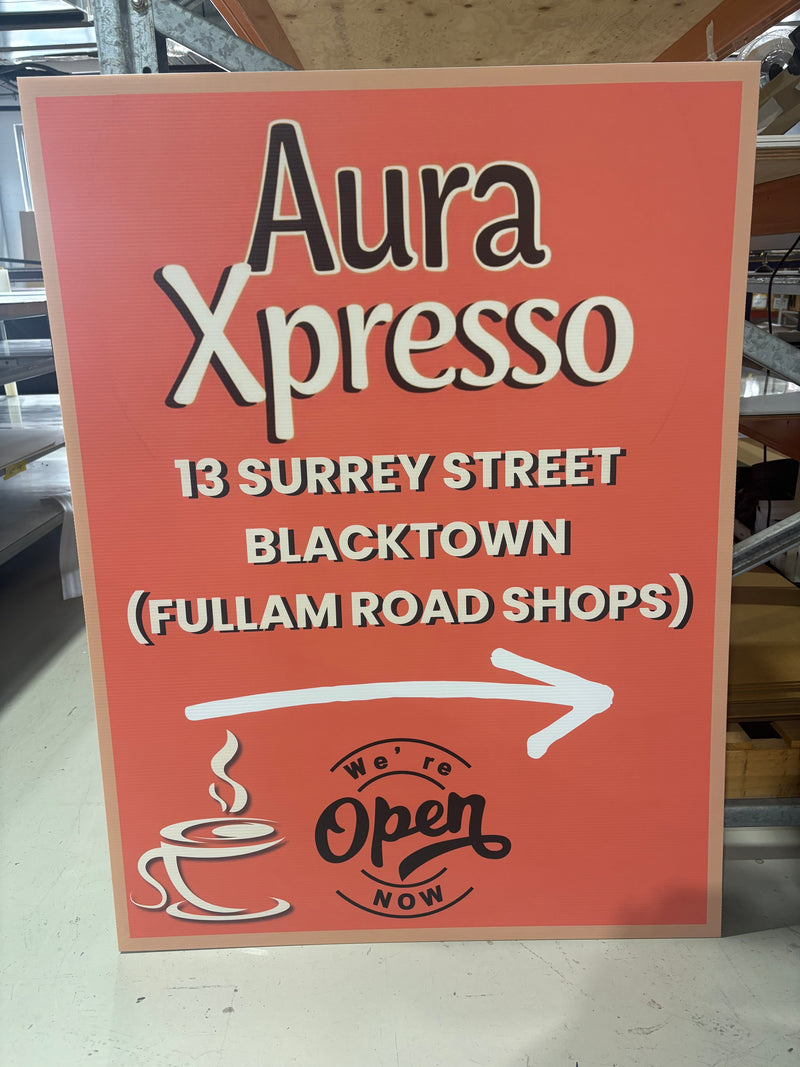 Aura
Xpresso
13 SURREY STREET
BLACKTOWN
(FULLAM ROAD SHOPS)
We're
Open
NOW